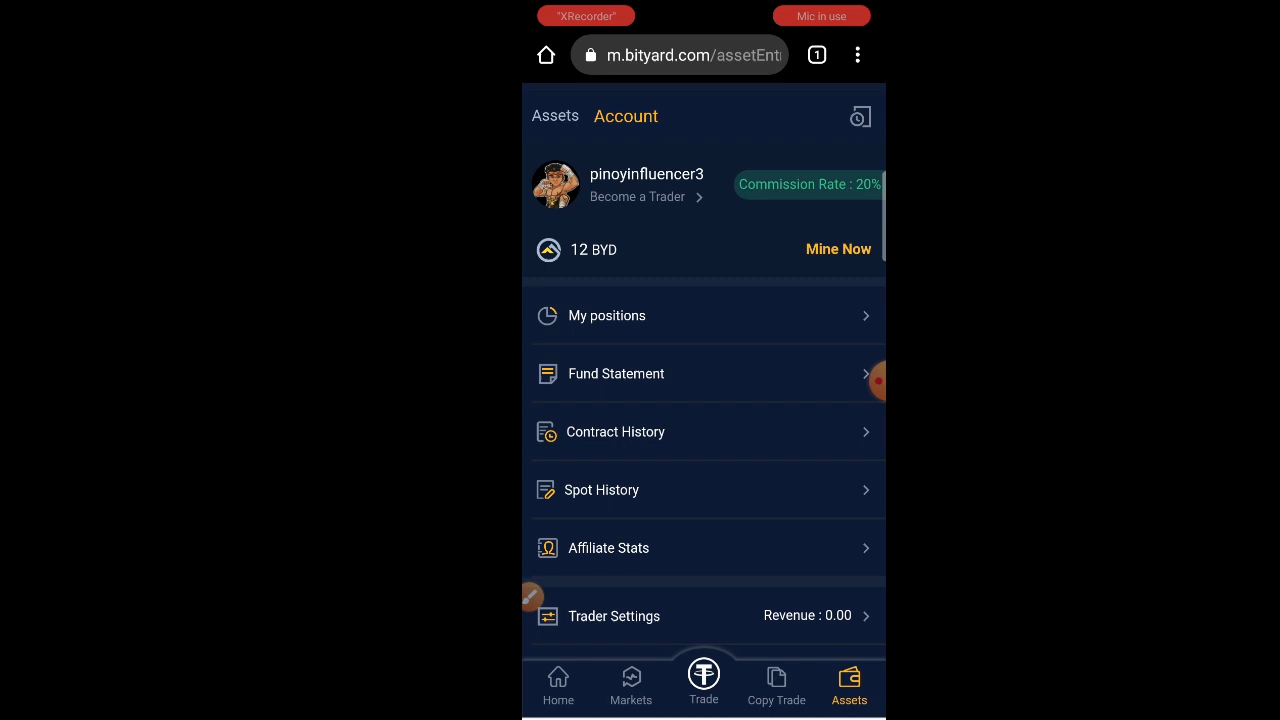 "XRecorder"
Mic in use
m.bityard.com/assetEnt
1
Assets Account
pinoyinfluencer3
Become a Trader
Commission Rate : 20%
12 BYD
Mine Now
My positions
Fund Statement
Contract History
Spot History
Affiliate Stats
Trader Settings
Revenue : 0.00
Home
Markets
Trade
Copy Trade
Assets